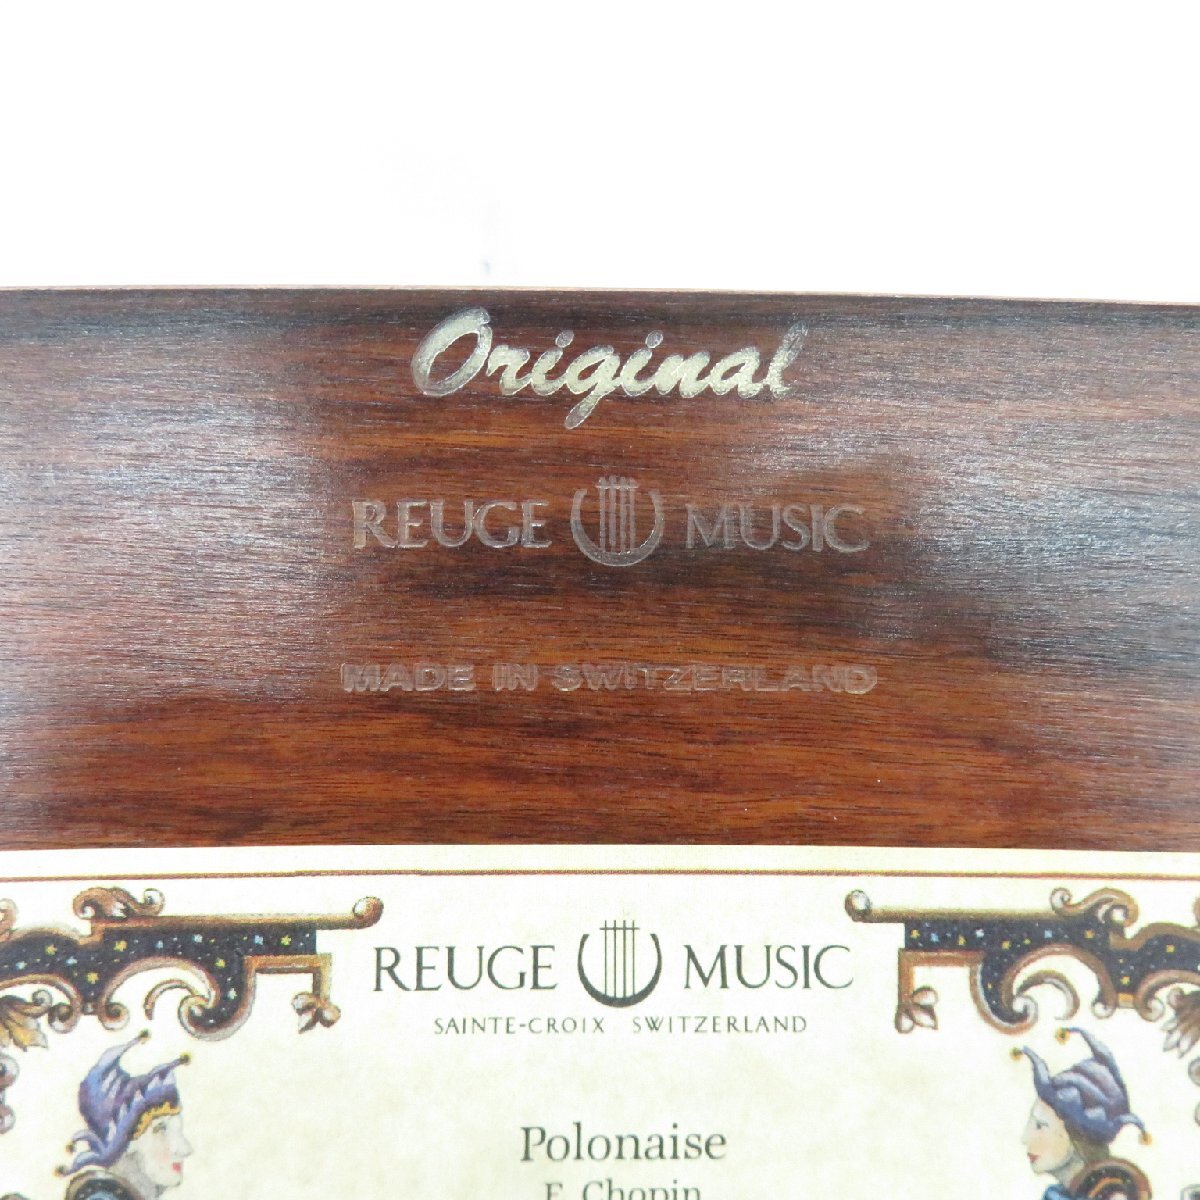 Original
REUGE MUSIC
MADE IN SWITZERLAND
REUGE MUSIC
SAINTE-CROIX SWITZERLAND
Polonaise
F. Chopin